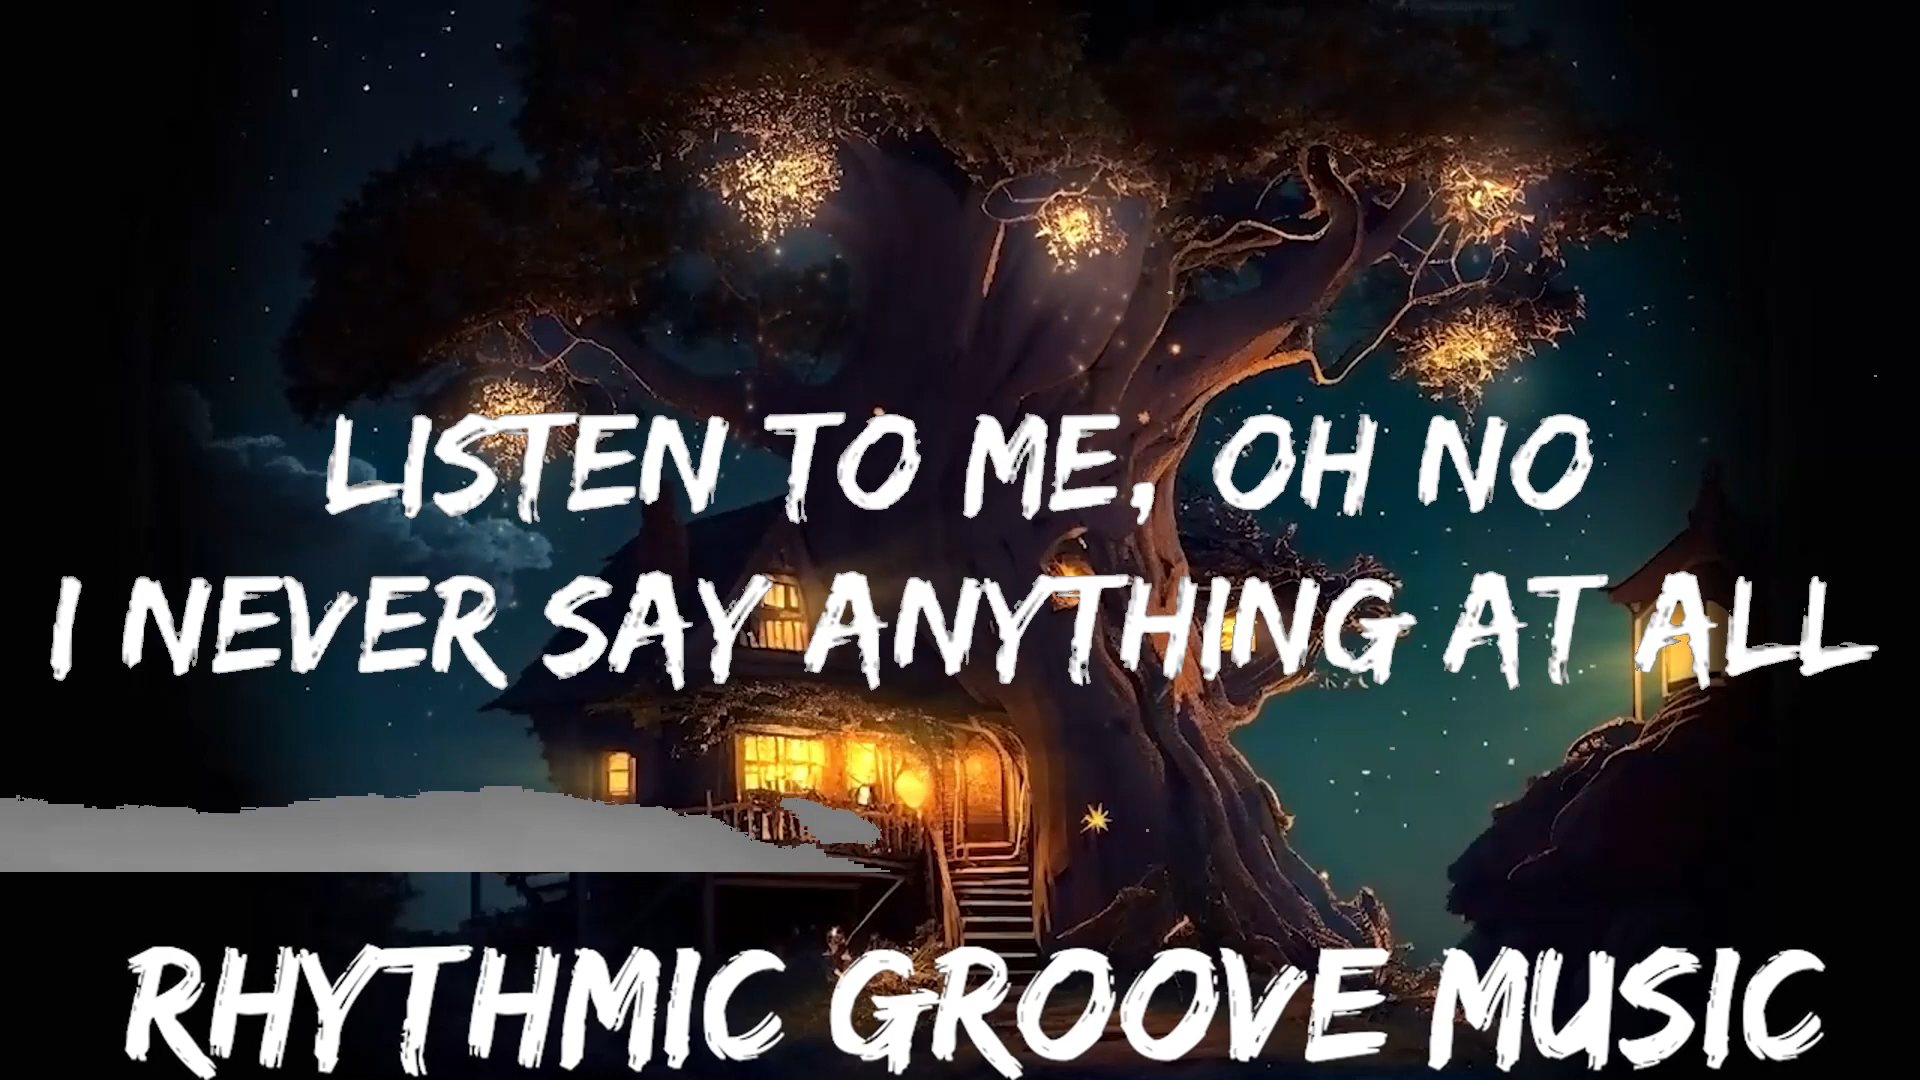 LISTEN TO ME, OH NO
I NEVER SAY ANYTHING AT ALL
RHYTHMIC GROOVE MUSIC